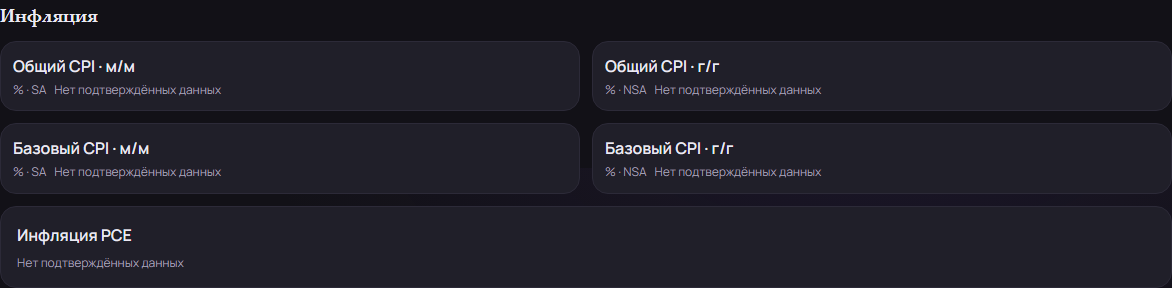 Инфляция
Общий CPI · м/м
% · SA Нет подтверждённых данных
Общий CPI · г/г
% · NSA Нет подтверждённых данных
Базовый CPI · м/м
% · SA Нет подтверждённых данных
Базовый CPI · г/г
% · NSA Нет подтверждённых данных
Инфляция PCE
Нет подтверждённых данных